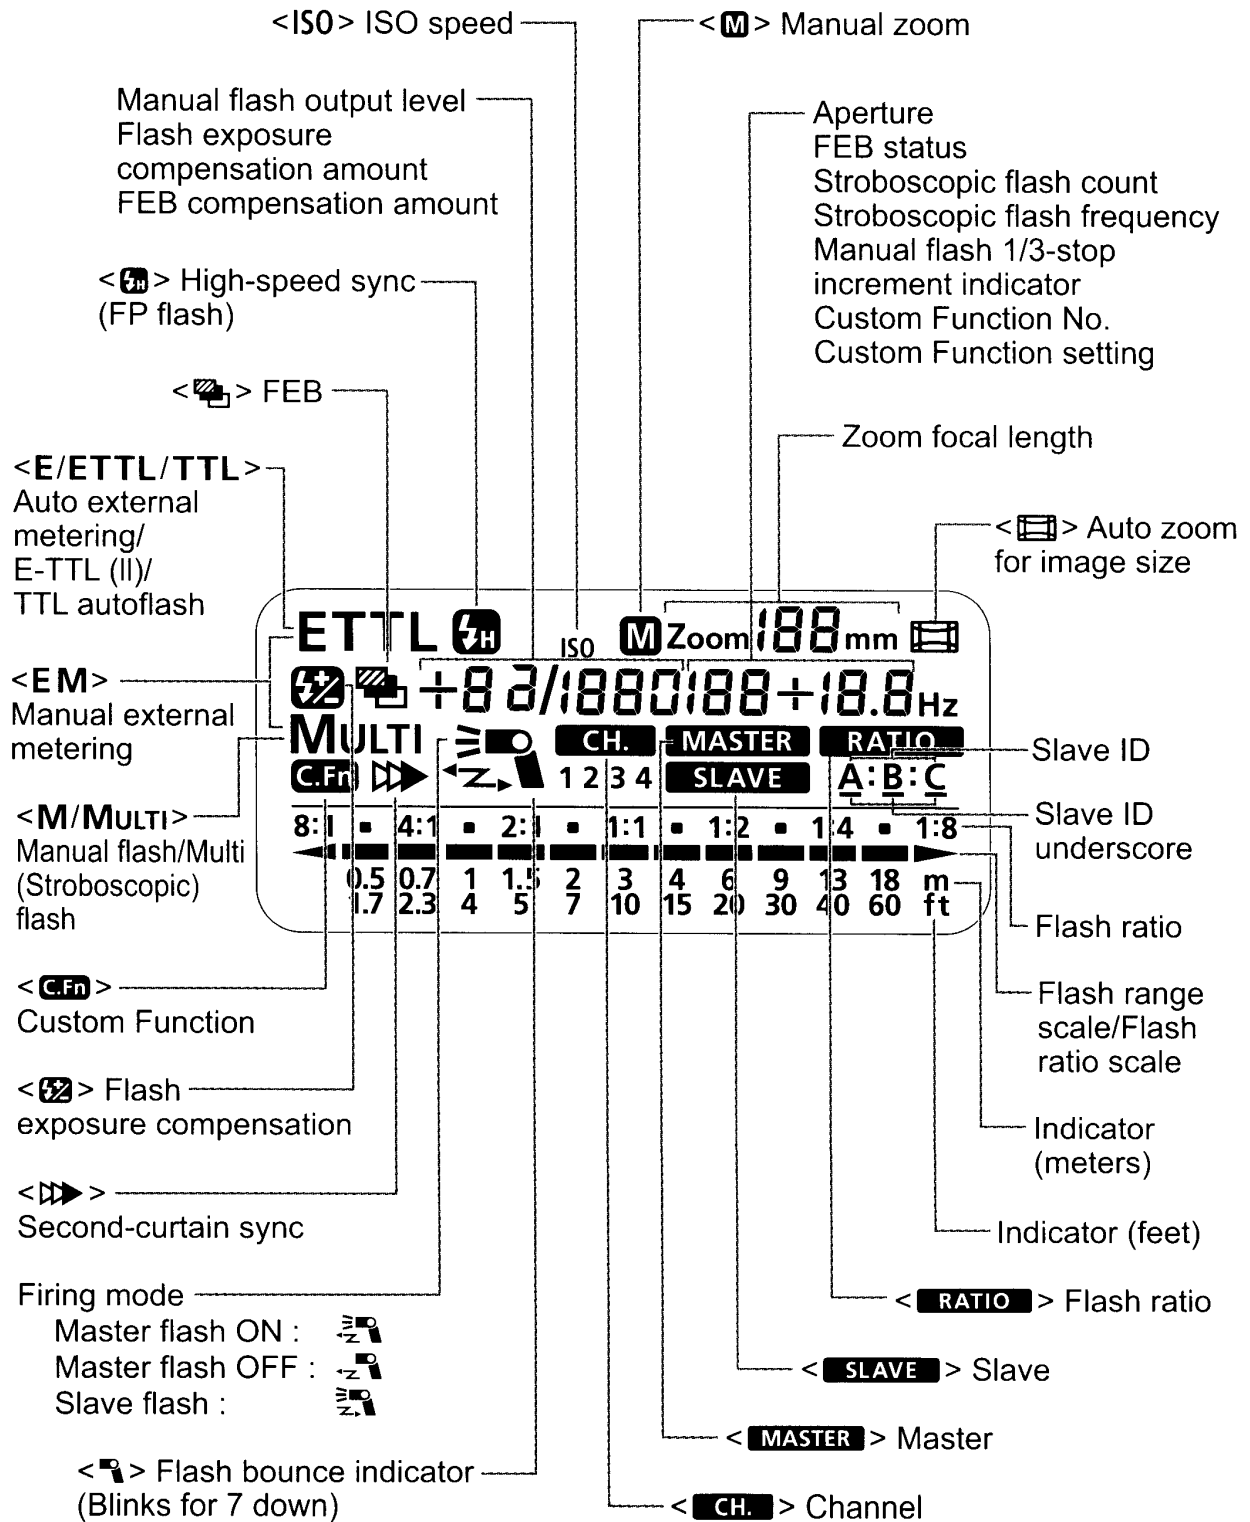 <ISO> ISO speed
<M> Manual zoom
Manual flash output level
Flash exposure
compensation amount
FEB compensation amount
Aperture
FEB status
Stroboscopic flash count
Stroboscopic flash frequency
Manual flash 1/3-stop
increment indicator
Custom Function No.
Custom Function setting
<H> High-speed sync
(FP flash)
< > FEB
Zoom focal length
<E/ETTL/TTL>
Auto external
metering/
E-TTL (II)/
TTL autoflash
< > Auto zoom
for image size
<EM>
Manual external
metering
<M/MULTI>
Manual flash/Multi
(Stroboscopic)
flash
ETTL H ISO M Zoom 188 mm
+8 8/1880 188+18.8 Hz
MULTI CH. MASTER RATIO
C.Fn 1 2 3 4 SLAVE A:B:C
8:1 4:1 2:1 1:1 1:2 1:4 1:8
0.5 0.7 1 1.5 2 3 4 6 9 13 18 m
1.7 2.3 4 5 7 10 15 20 30 40 60 ft
Slave ID
Slave ID
underscore
Flash ratio
Flash range
scale/Flash
ratio scale
Indicator
(meters)
Indicator (feet)
<C.Fn>
Custom Function
< > Flash
exposure compensation
< >
Second-curtain sync
Firing mode
Master flash ON :
Master flash OFF :
Slave flash :
< > Flash bounce indicator
(Blinks for 7 down)
<RATIO> Flash ratio
<SLAVE> Slave
<MASTER> Master
<CH.> Channel